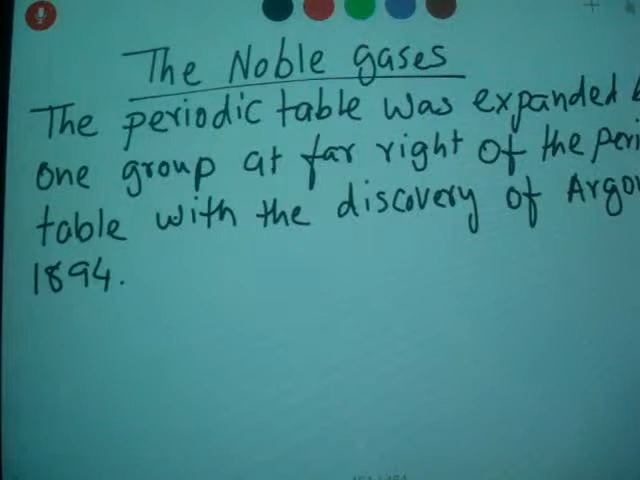 The Noble gases
The periodic table was expanded
one group at far right of the
table with the discovery of
1894.